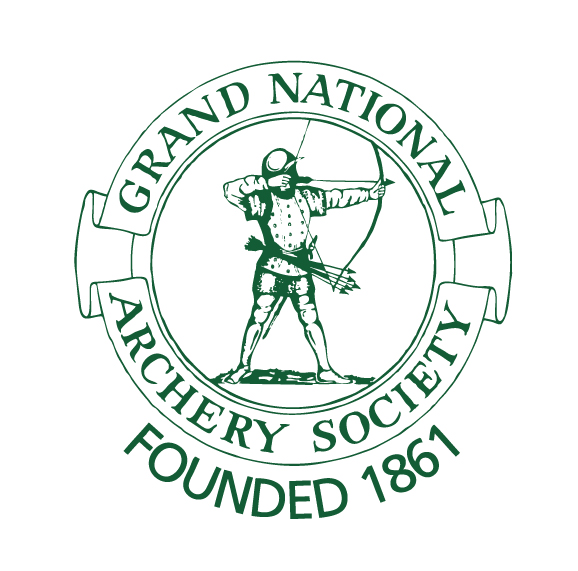 GRAND NATIONAL
ARCHERY SOCIETY
FOUNDED 1861